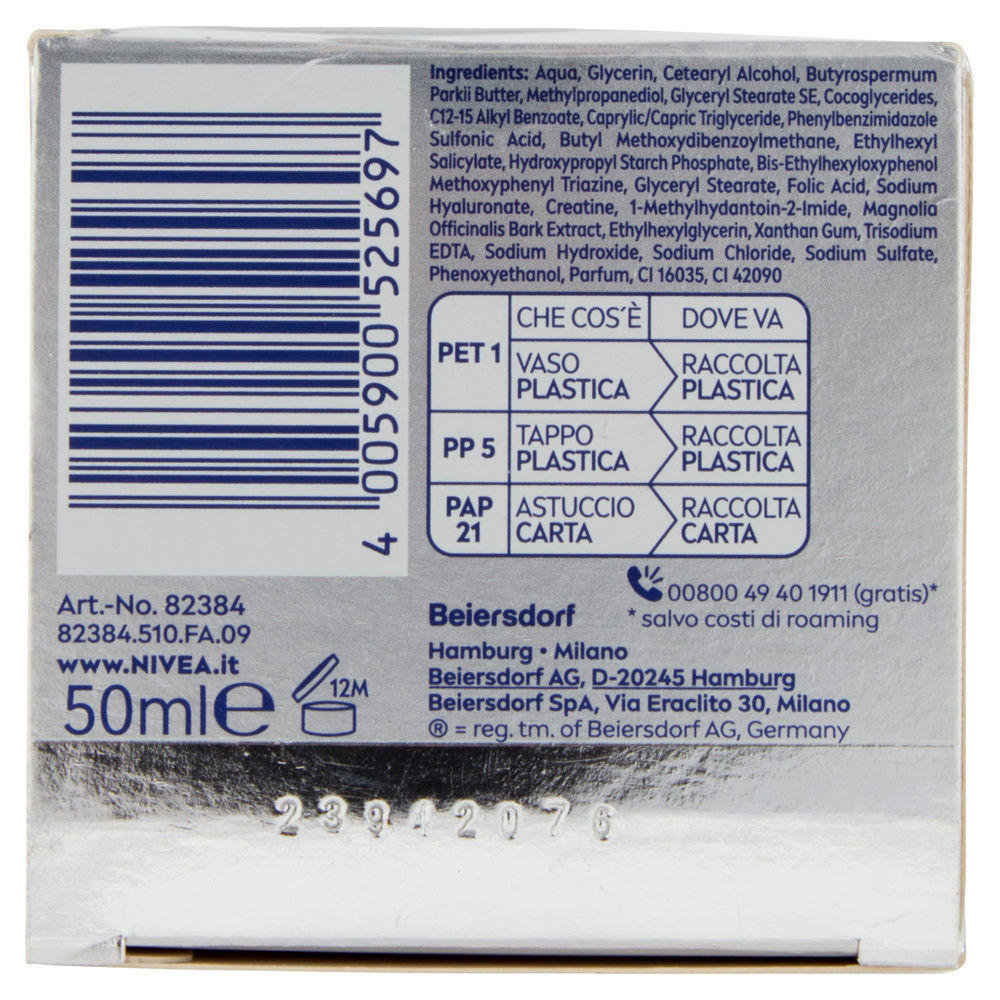 Ingredients: Aqua, Glycerin, Cetearyl Alcohol, Butyrospermum
Parkii Butter, Methylpropanediol, Glyceryl Stearate SE, Cocoglycerides,
C12-15 Alkyl Benzoate, Caprylic/Capric Triglyceride, Phenylbenzimidazole
Sulfonic Acid, Butyl Methoxydibenzoylmethane, Ethylhexyl
Salicylate, Hydroxypropyl Starch Phosphate, Bis-Ethylhexyloxyphenol
Methoxyphenyl Triazine, Glyceryl Stearate, Folic Acid, Sodium
Hyaluronate, Creatine, 1-Methylhydantoin-2-Imide, Magnolia
Officinalis Bark Extract, Ethylhexylglycerin, Xanthan Gum, Trisodium
EDTA, Sodium Hydroxide, Sodium Chloride, Sodium Sulfate,
Phenoxyethanol, Parfum, CI 16035, CI 42090
4 005900 525697
PET 1
CHE COS´È
DOVE VA
VASO
PLASTICA
RACCOLTA
PLASTICA
PP 5
TAPPO
PLASTICA
RACCOLTA
PLASTICA
PAP
21
ASTUCCIO
CARTA
RACCOLTA
CARTA
00800 49 40 1911 (gratis)*
* salvo costi di roaming
Art.-No. 82384
82384.510.FA.09
www.NIVEA.it
50ml e
12M
Beiersdorf
Hamburg • Milano
Beiersdorf AG, D-20245 Hamburg
Beiersdorf SpA, Via Eraclito 30, Milano
® = reg. tm. of Beiersdorf AG, Germany
23942076